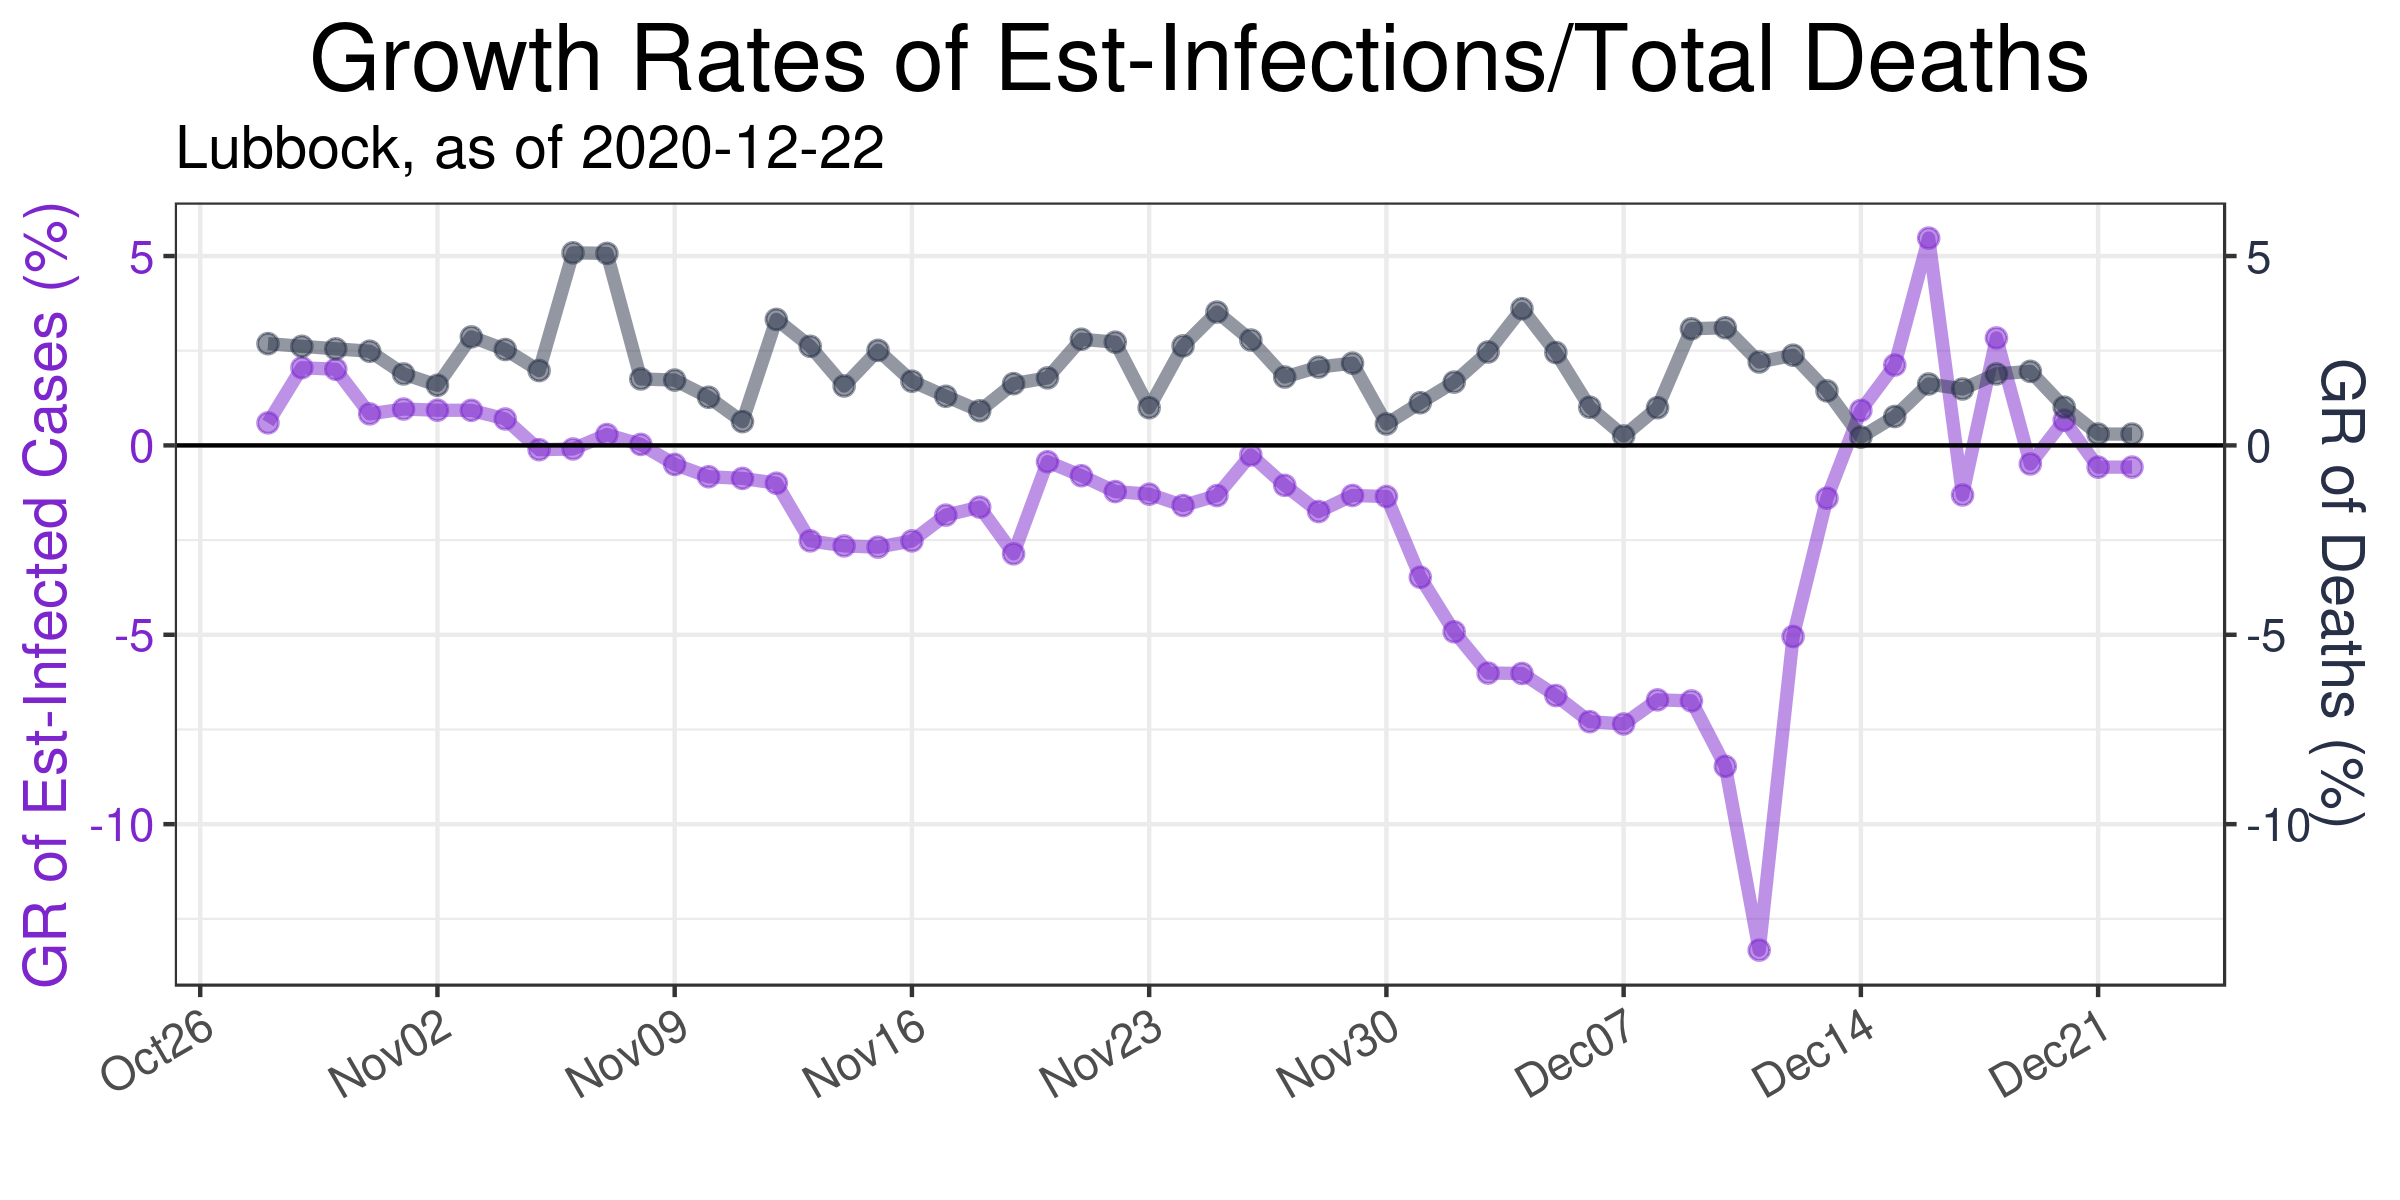 Growth Rates of Est-Infections/Total Deaths
Lubbock, as of 2020-12-22
GR of Est-Infected Cases (%)
5
0
-5
-10
5
0
-5
-10
GR of Deaths (%)
Oct26
Nov02
Nov09
Nov16
Nov23
Nov30
Dec07
Dec14
Dec21